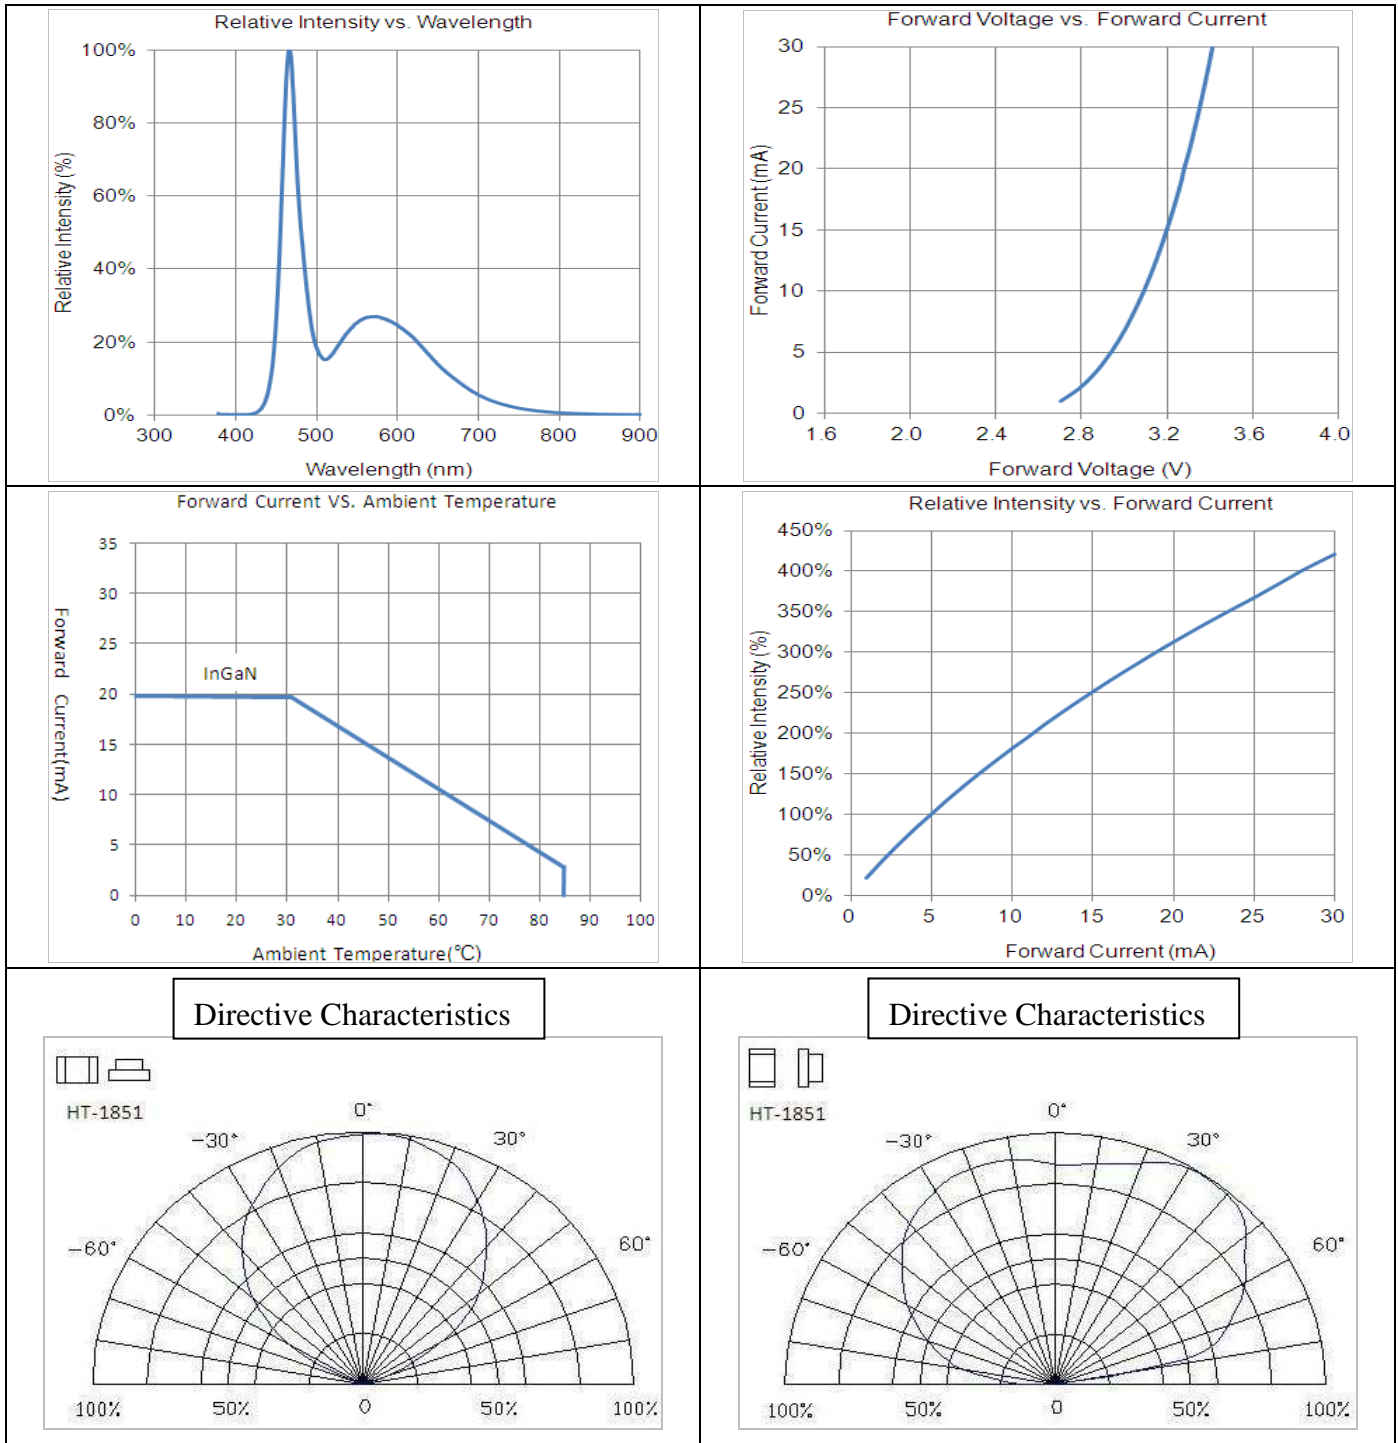 Relative Intensity vs. Wavelength
100%
80%
60%
40%
20%
0%
Relative Intensity (%)
300 400 500 600 700 800 900
Wavelength (nm)
Forward Voltage vs. Forward Current
30
25
20
15
10
5
0
Forward Current (mA)
1.6 2.0 2.4 2.8 3.2 3.6 4.0
Forward Voltage (V)
Forward Current VS. Ambient Temperature
35
30
25
20
15
10
5
0
Forward Current(mA)
InGaN
0 10 20 30 40 50 60 70 80 90 100
Ambient Temperature(℃)
Relative Intensity vs. Forward Current
450%
400%
350%
300%
250%
200%
150%
100%
50%
0%
Relative Intensity (%)
0 5 10 15 20 25 30
Forward Current (mA)
Directive Characteristics
HT-1851
0°
-30° 30°
-60° 60°
100% 50% 0 50% 100%
Directive Characteristics
HT-1851
0°
-30° 30°
-60° 60°
100% 50% 0 50% 100%